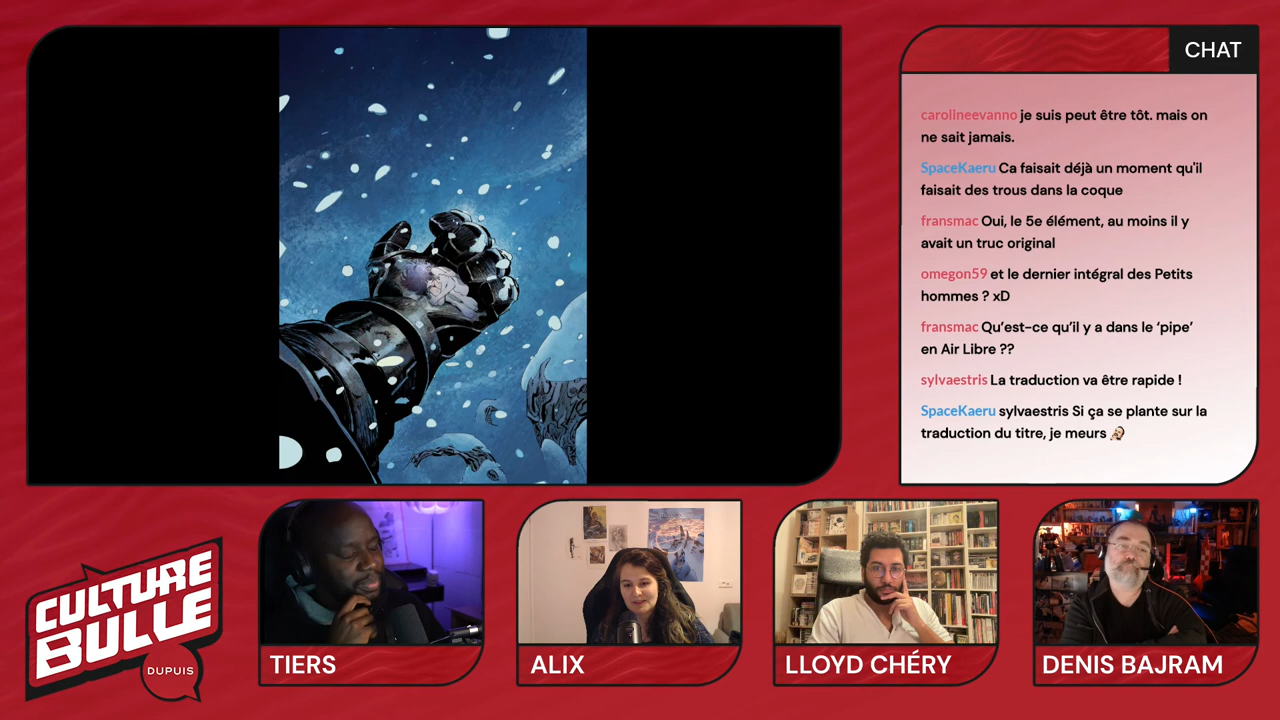 CHAT
carolineevanno je suis peut être tôt. mais on
ne sait jamais.
SpaceKaeru Ca faisait déjà un moment qu'il
faisait des trous dans la coque
fransmac Oui, le 5e élément, au moins il y
avait un truc original
omegon59 et le dernier intégral des Petits
hommes ? xD
fransmac Qu’est-ce qu’il y a dans le ‘pipe’
en Air Libre ??
sylvaestris La traduction va être rapide !
SpaceKaeru sylvaestris Si ça se plante sur la
traduction du titre, je meurs
CULTURE
BULLE
DUPUIS
TIERS
ALIX
LLOYD CHÉRY
DENIS BAJRAM